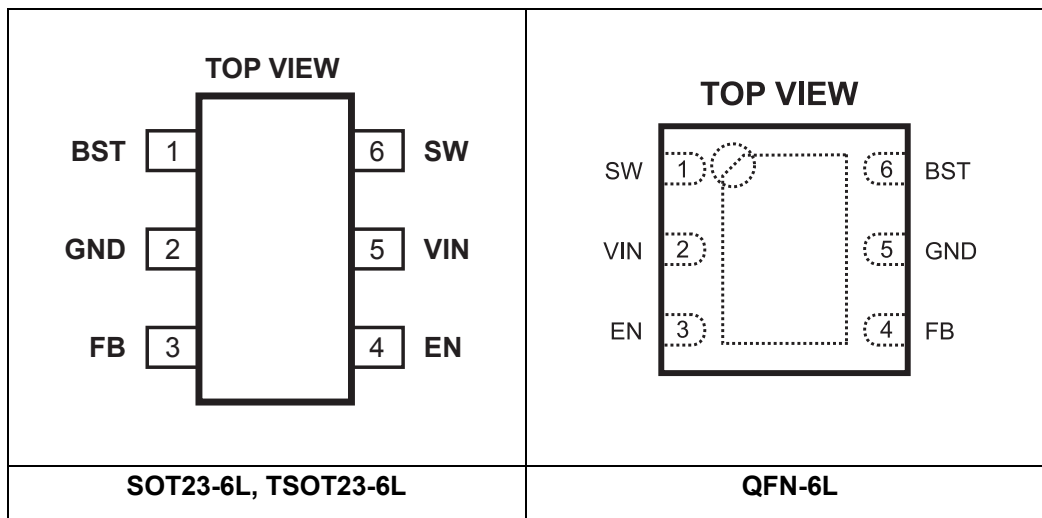 TOP VIEW
BST 1 6 SW
GND 2 5 VIN
FB 3 4 EN
SOT23-6L, TSOT23-6L
TOP VIEW
SW 1 6 BST
VIN 2 5 GND
EN 3 4 FB
QFN-6L